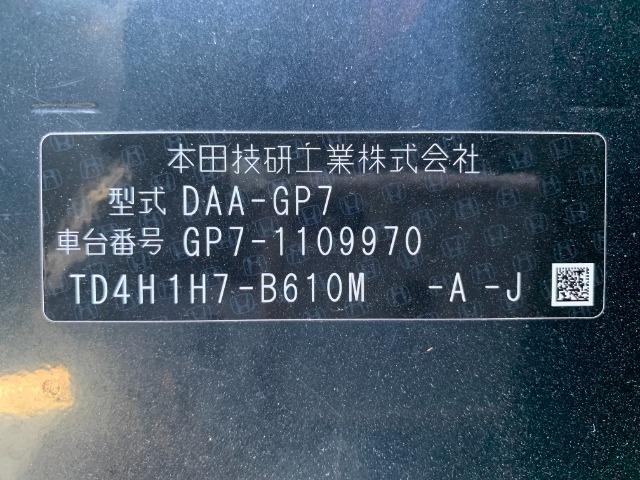 本田技研工業株式会社
型式 DAA-GP7
車台番号 GP7-1109970
TD4H1H7-B610M -A -J